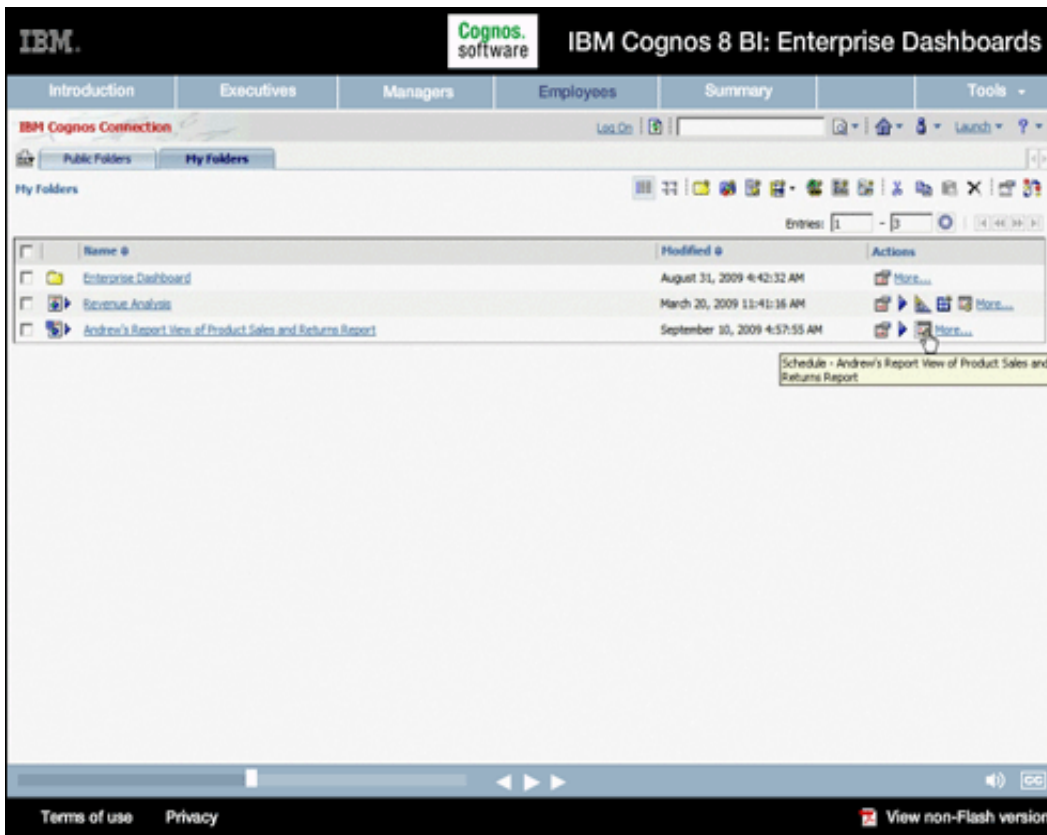 IBM.
Cognos.
software
IBM Cognos 8 BI: Enterprise Dashboards
Introduction Executives Managers Employees Summary Tools
IBM Cognos Connection Log On Launch ?
Public Folders My Folders
My Folders
Entries: 1 - 3
Name Modified Actions
Enterprise Dashboard August 31, 2009 4:42:32 AM More...
Revenue Analysis March 20, 2009 11:41:16 AM More...
Andrew's Report View of Product Sales and Returns Report September 10, 2009 4:57:55 AM More...
Schedule - Andrew's Report View of Product Sales and
Returns Report
CC
Terms of use Privacy View non-Flash version